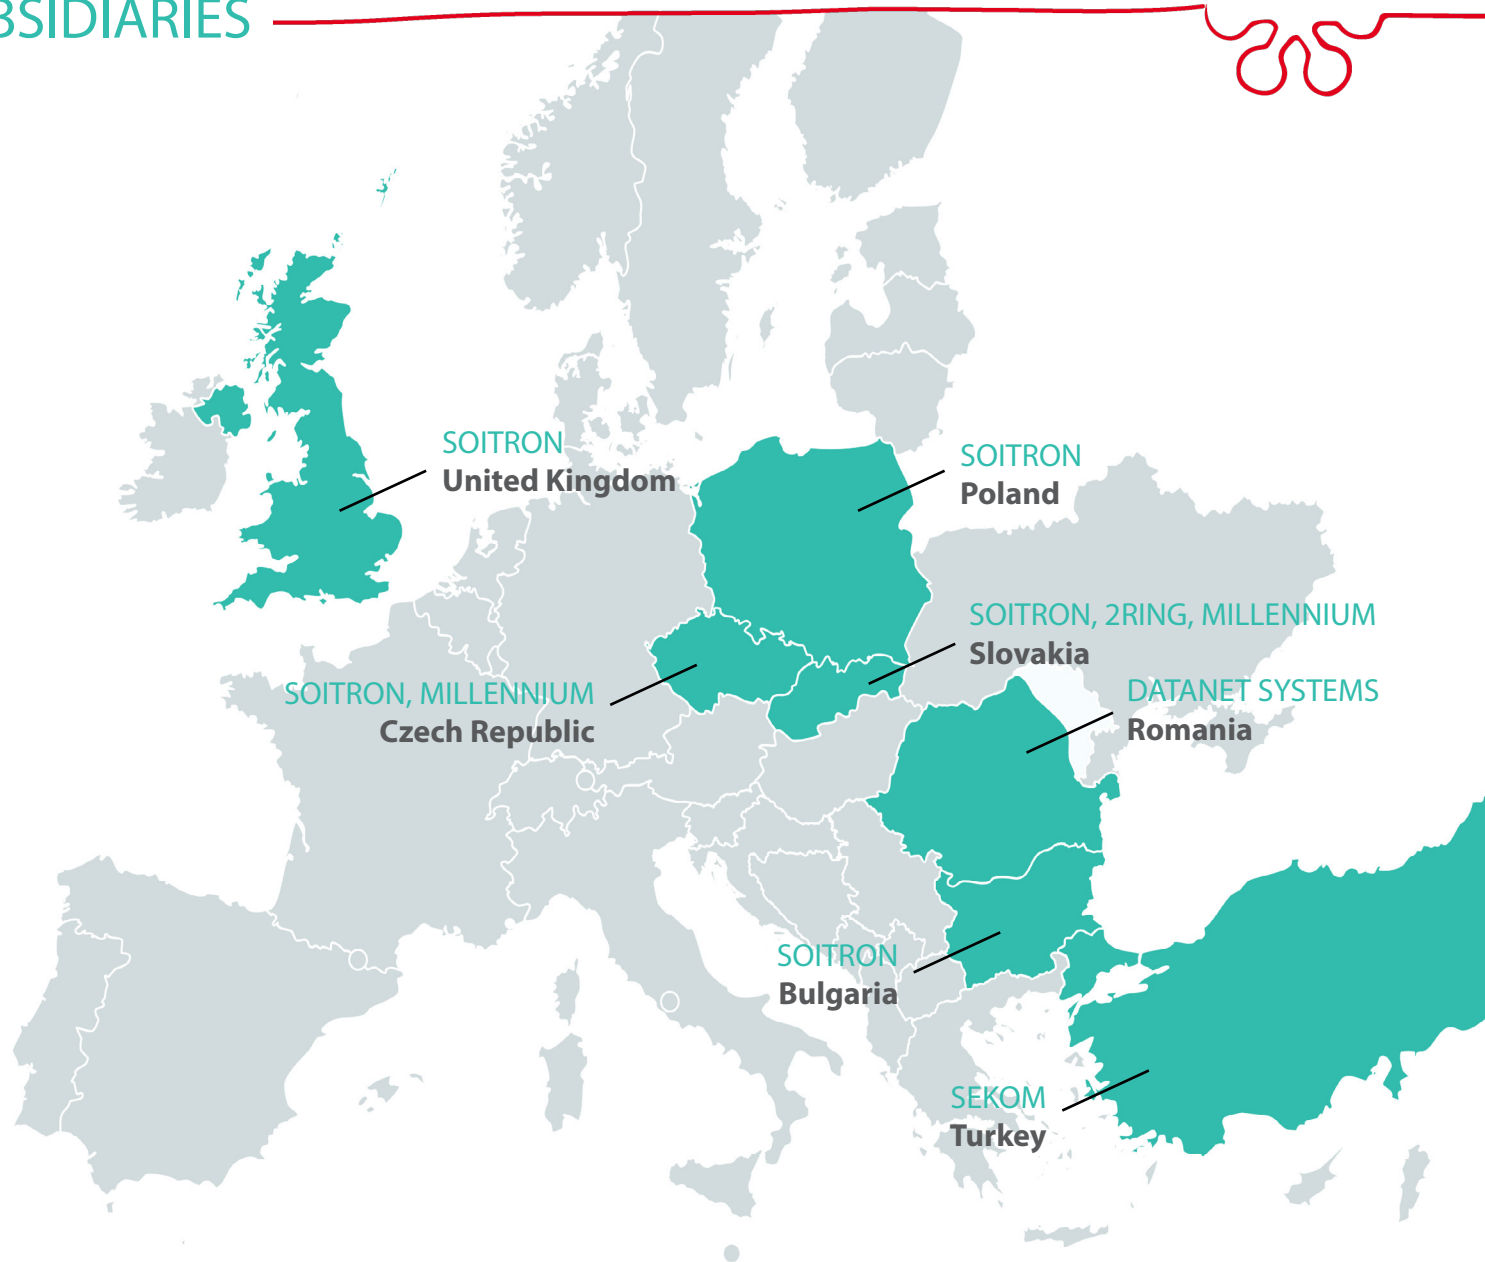 BSIDIARIES
SOITRON
United Kingdom
SOITRON
Poland
SOITRON, 2RING, MILLENNIUM
Slovakia
SOITRON, MILLENNIUM
Czech Republic
DATANET SYSTEMS
Romania
SOITRON
Bulgaria
SEKOM
Turkey